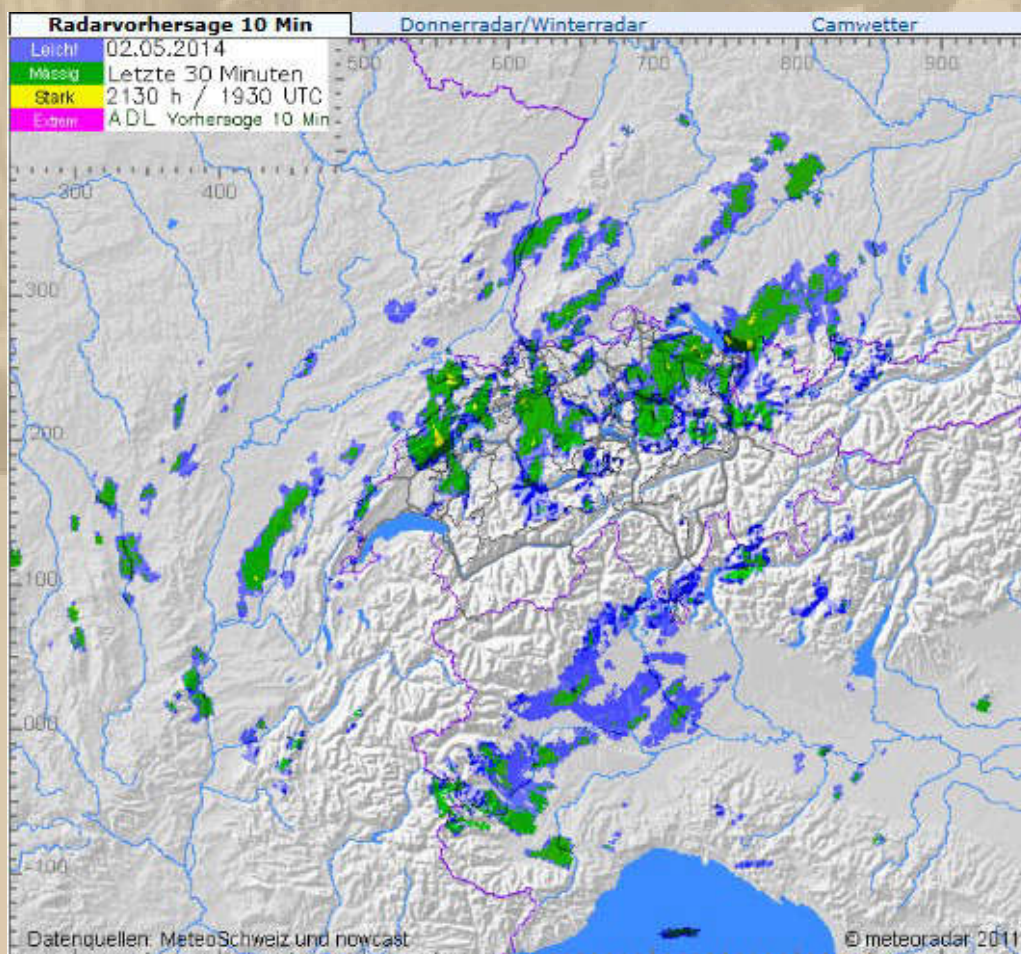 Radarvorhersage 10 Min
Donnerradar/Winterradar
Camwetter
Leicht 02.05.2014
Mässig Letzte 30 Minuten
Stark 2130 h / 1930 UTC
Extrem ADL Vorhersage 10 Min
500 600 700 800 900
300 400
300
200
100
000
-100
Datenquellen: MeteoSchweiz und nowcast
© meteoradar 2011